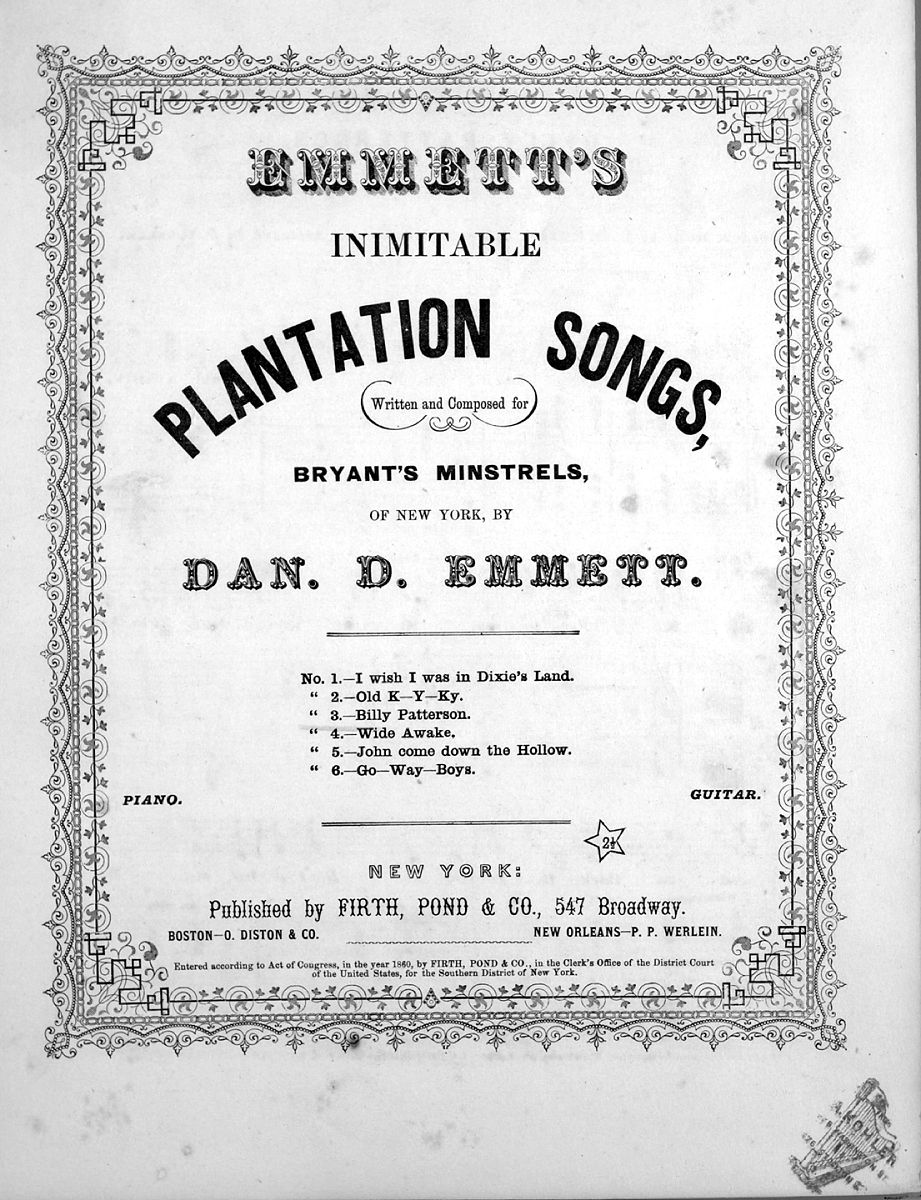 EMMETT'S
INIMITABLE
PLANTATION SONGS,
Written and Composed for
BRYANT'S MINSTRELS,
OF NEW YORK, BY
DAN. D. EMMETT.
No. 1.—I wish I was in Dixie's Land.
“ 2.—Old K—Y—Ky.
“ 3.—Billy Patterson.
“ 4.—Wide Awake.
“ 5.—John come down the Hollow.
“ 6.—Go—Way—Boys.
PIANO. GUITAR.
2½
NEW YORK:
Published by FIRTH, POND & CO., 547 Broadway.
BOSTON—O. DISTON & CO. NEW ORLEANS—P. P. WERLEIN.
Entered according to Act of Congress, in the year 1860, by FIRTH, POND & CO., in the Clerk's Office of the District Court
of the United States, for the Southern District of New York.
A. KOHLER